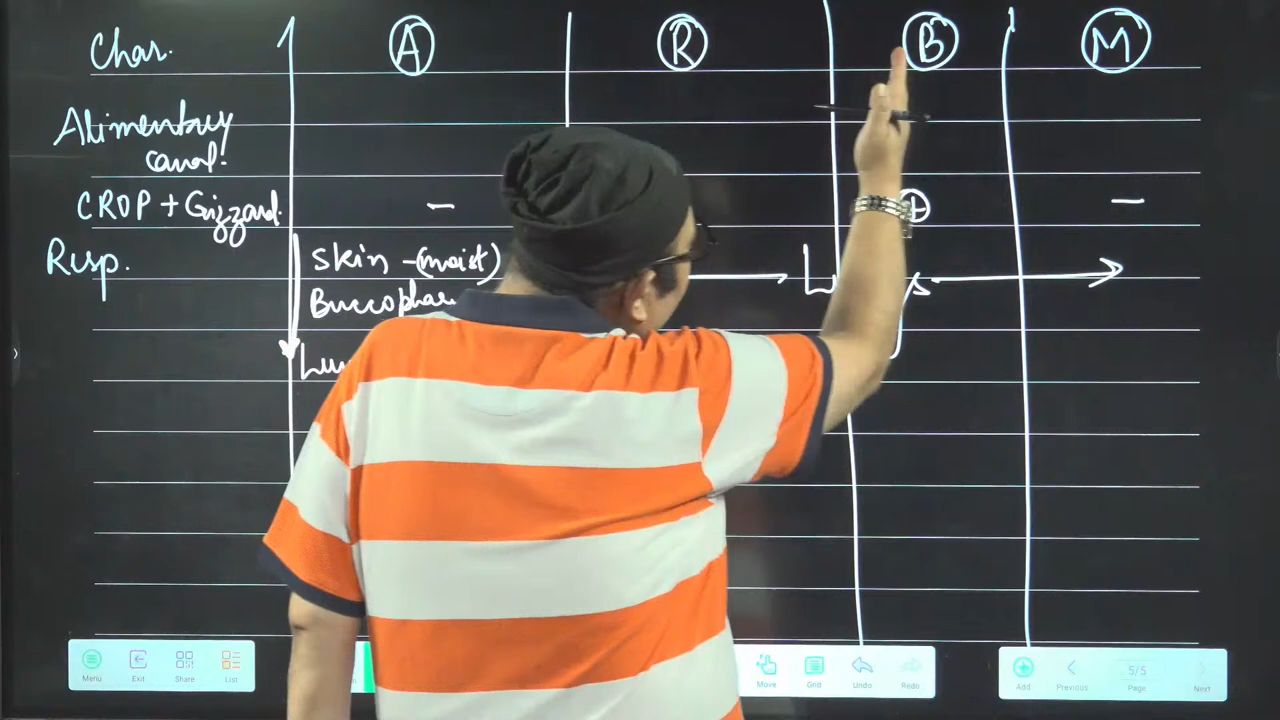 Char. A R B M
Alimentary
canal!
CROP + Gizzard. - + -
Resp. Skin - (moist)
Buccophar
Menu Exit Share List Move Grid Undo Redo Add Previous 5/5 Page Next